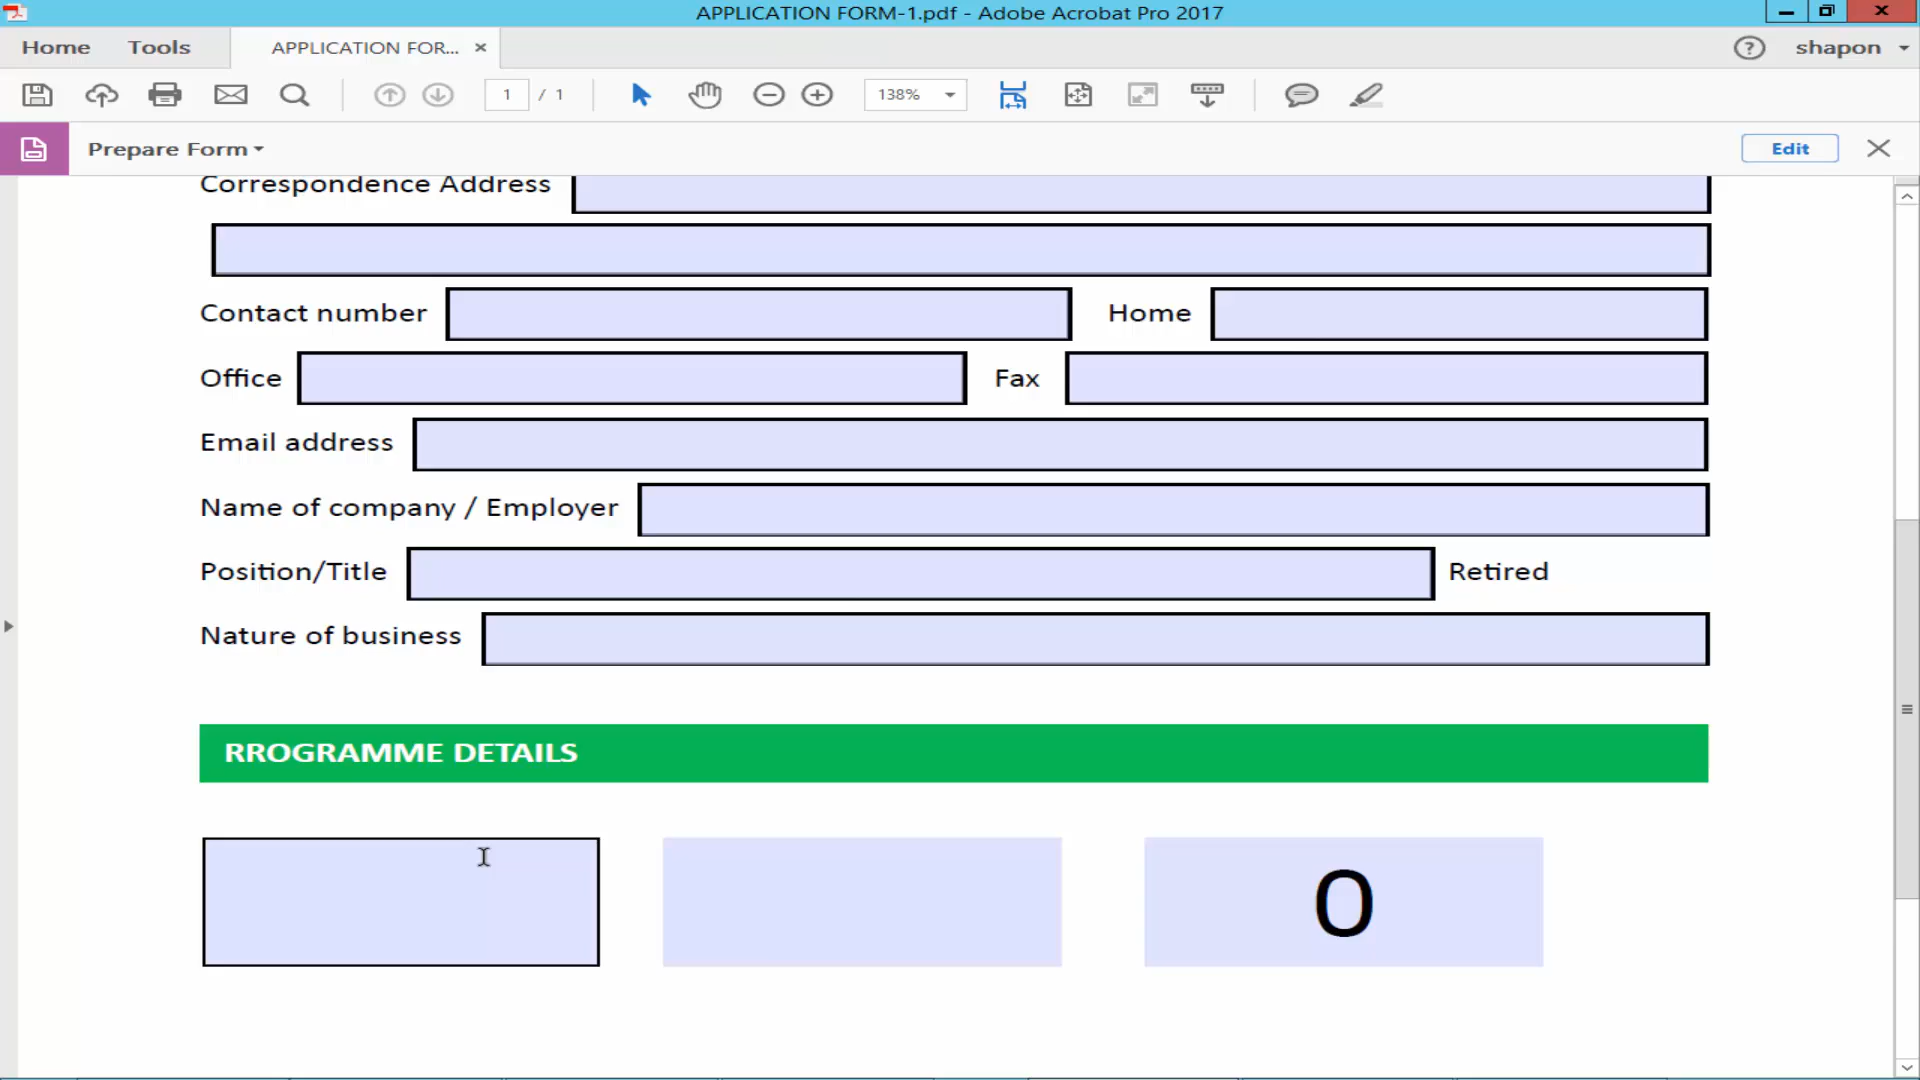 APPLICATION FORM-1.pdf - Adobe Acrobat Pro 2017
Home Tools APPLICATION FOR... shapon
1 / 1 138%
Prepare Form Edit
Correspondence Address
Contact number Home
Office Fax
Email address
Name of company / Employer
Position/Title Retired
Nature of business
RROGRAMME DETAILS
0